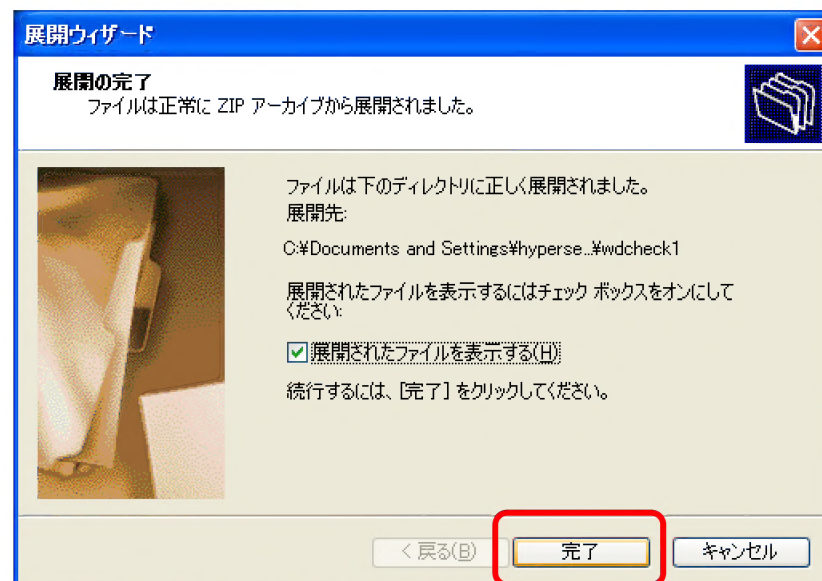 展開ウィザード
展開の完了
ファイルは正常に ZIP アーカイブから展開されました。
ファイルは下のディレクトリに正しく展開されました。
展開先:
C:¥Documents and Settings¥hyperse...¥wdcheck1
展開されたファイルを表示するにはチェック ボックスをオンにして
ください:
展開されたファイルを表示する(H)
続行するには、[完了] をクリックしてください。
< 戻る(B)
完了
キャンセル